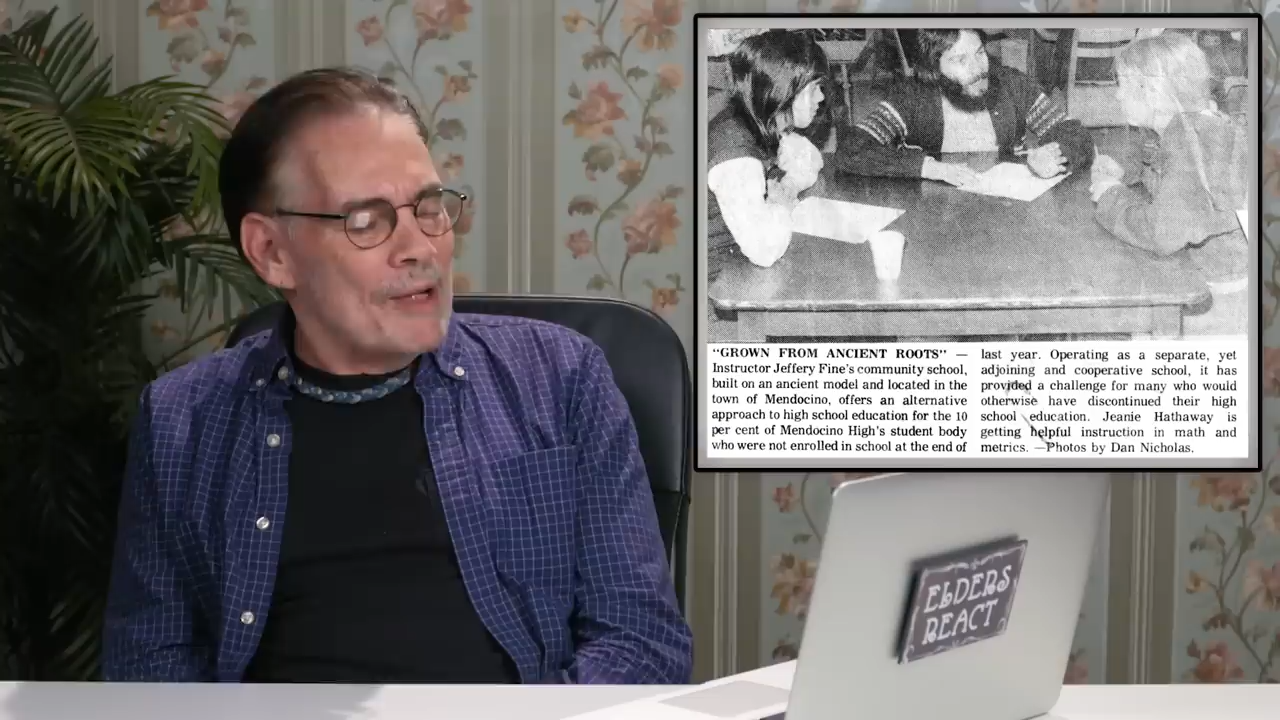 "GROWN FROM ANCIENT ROOTS" —
Instructor Jeffery Fine's community school,
built on an ancient model and located in the
town of Mendocino, offers an alternative
approach to high school education for the 10
per cent of Mendocino High's student body
who were not enrolled in school at the end of
last year. Operating as a separate, yet
adjoining and cooperative school, it has
provided a challenge for many who would
otherwise have discontinued their high
school education. Jeanie Hathaway is
getting helpful instruction in math and
metrics. —Photos by Dan Nicholas.
ELDERS
REACT